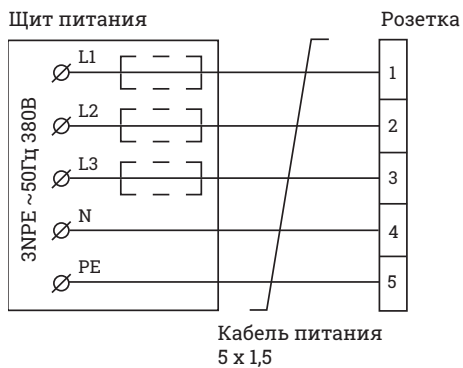 Щит питания
Розетка
3NPE ~50Гц 380В
L1
1
L2
2
L3
3
N
4
PE
5
Кабель питания
5 x 1,5